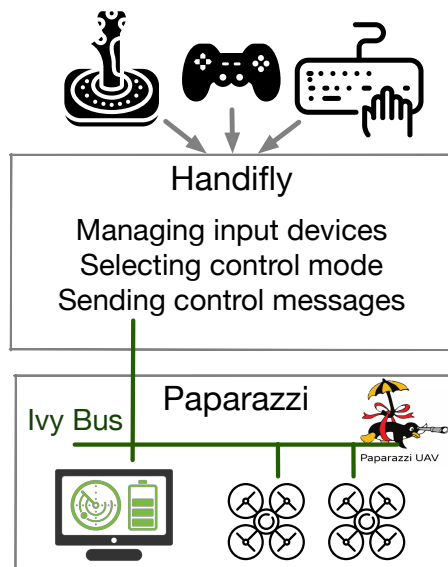 Handifly
Managing input devices
Selecting control mode
Sending control messages
Paparazzi
Ivy Bus
Paparazzi UAV